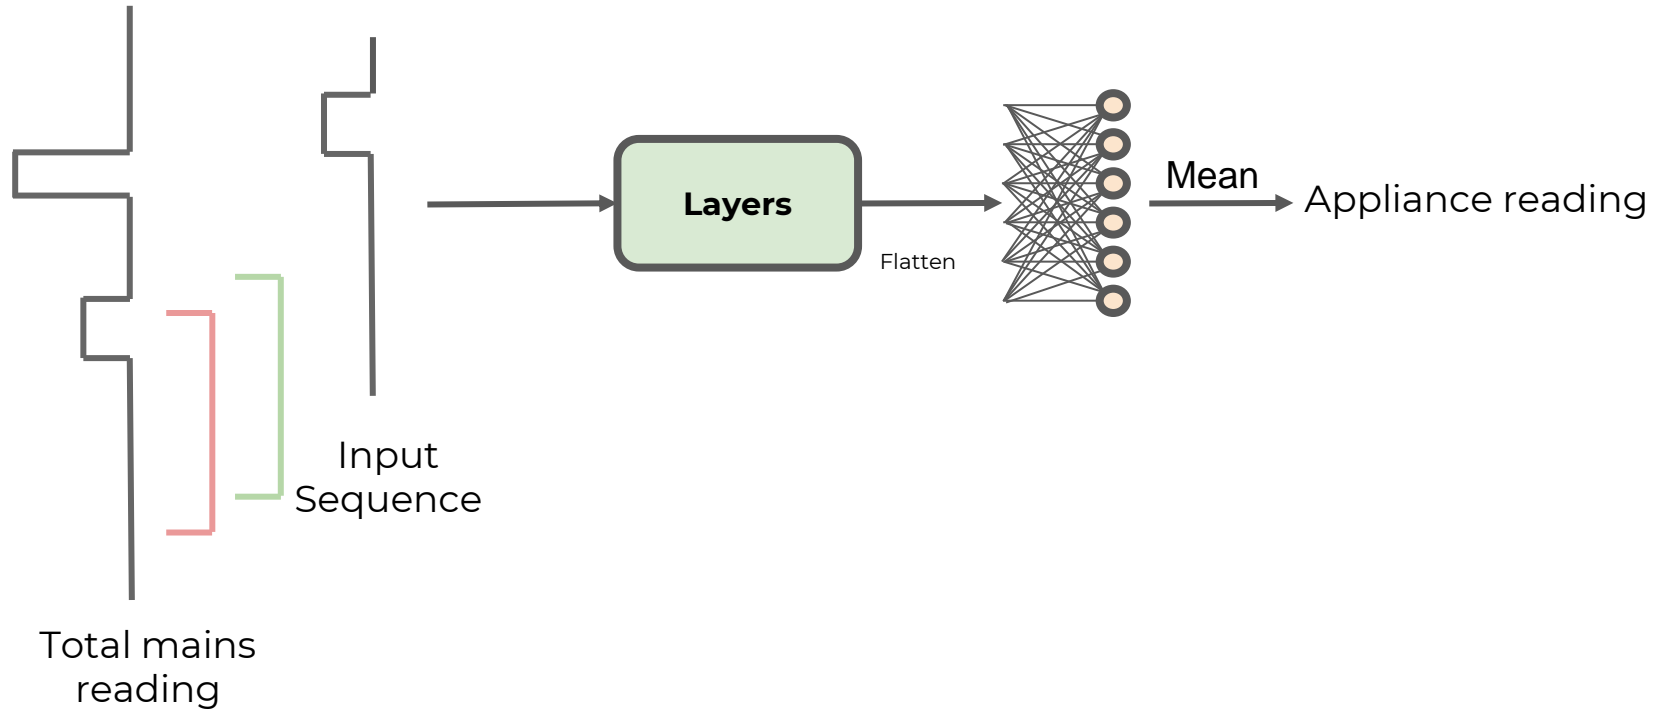 Total mains
reading
Input
Sequence
Layers
Flatten
Mean
Appliance reading